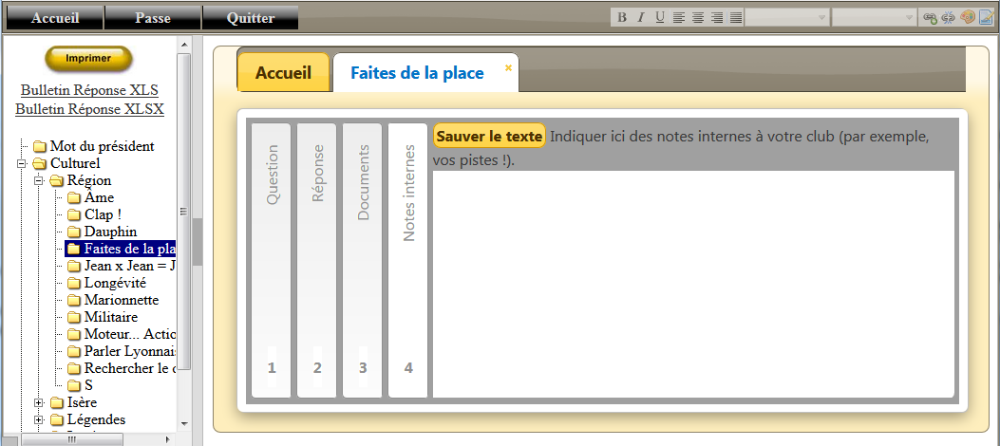 Accueil Passe Quitter
B I U
Imprimer
Bulletin Réponse XLS
Bulletin Réponse XLSX
Mot du président
Culturel
Région
Âme
Clap !
Dauphin
Faites de la pla
Jean x Jean = J
Longévité
Marionnette
Militaire
Moteur... Actio
Parler Lyonnai
Rechercher le
S
Isère
Légendes
Accueil
Faites de la place ×
Question 1
Réponse 2
Documents 3
Notes internes 4
Sauver le texte Indiquer ici des notes internes à votre club (par exemple,
vos pistes !).